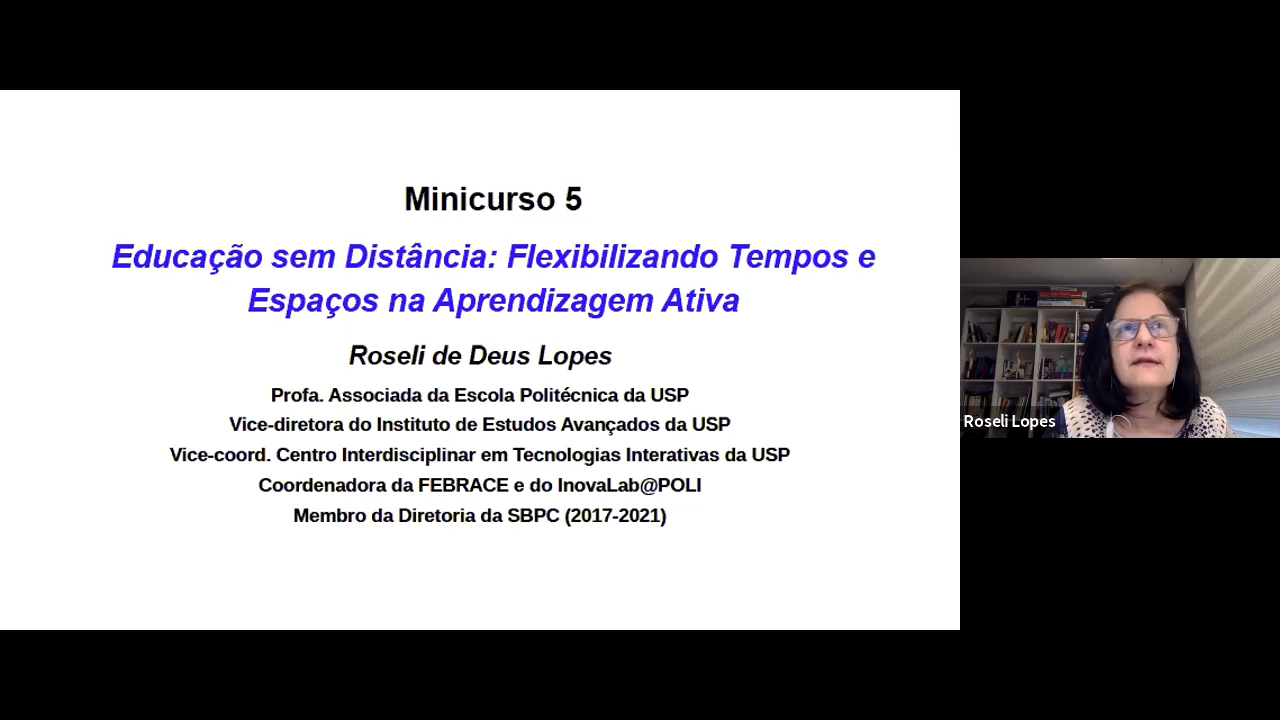 Minicurso 5
Educação sem Distância: Flexibilizando Tempos e
Espaços na Aprendizagem Ativa
Roseli de Deus Lopes
Profa. Associada da Escola Politécnica da USP
Vice-diretora do Instituto de Estudos Avançados da USP
Vice-coord. Centro Interdisciplinar em Tecnologias Interativas da USP
Coordenadora da FEBRACE e do InovaLab@POLI
Membro da Diretoria da SBPC (2017-2021)
Roseli Lopes